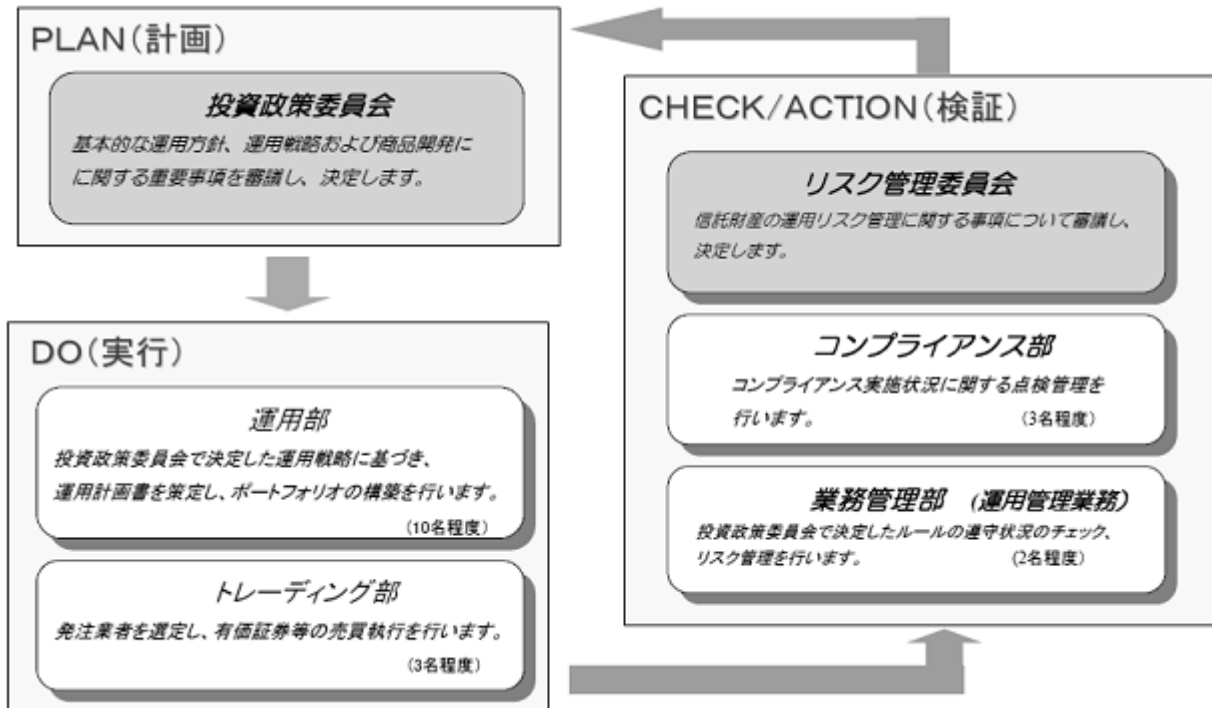 PLAN(計画)
投資政策委員会
基本的な運用方針、運用戦略および商品開発に
に関する重要事項を審議し、決定します。
DO(実行)
運用部
投資政策委員会で決定した運用戦略に基づき、
運用計画書を策定し、ポートフォリオの構築を行います。
(10名程度)
トレーディング部
発注業者を選定し、有価証券等の売買執行を行います。
(3名程度)
CHECK/ACTION(検証)
リスク管理委員会
信託財産の運用リスク管理に関する事項について審議し、
決定します。
コンプライアンス部
コンプライアンス実施状況に関する点検管理を
行います。 (3名程度)
業務管理部 (運用管理業務)
投資政策委員会で決定したルールの遵守状況のチェック、
リスク管理を行います。 (2名程度)